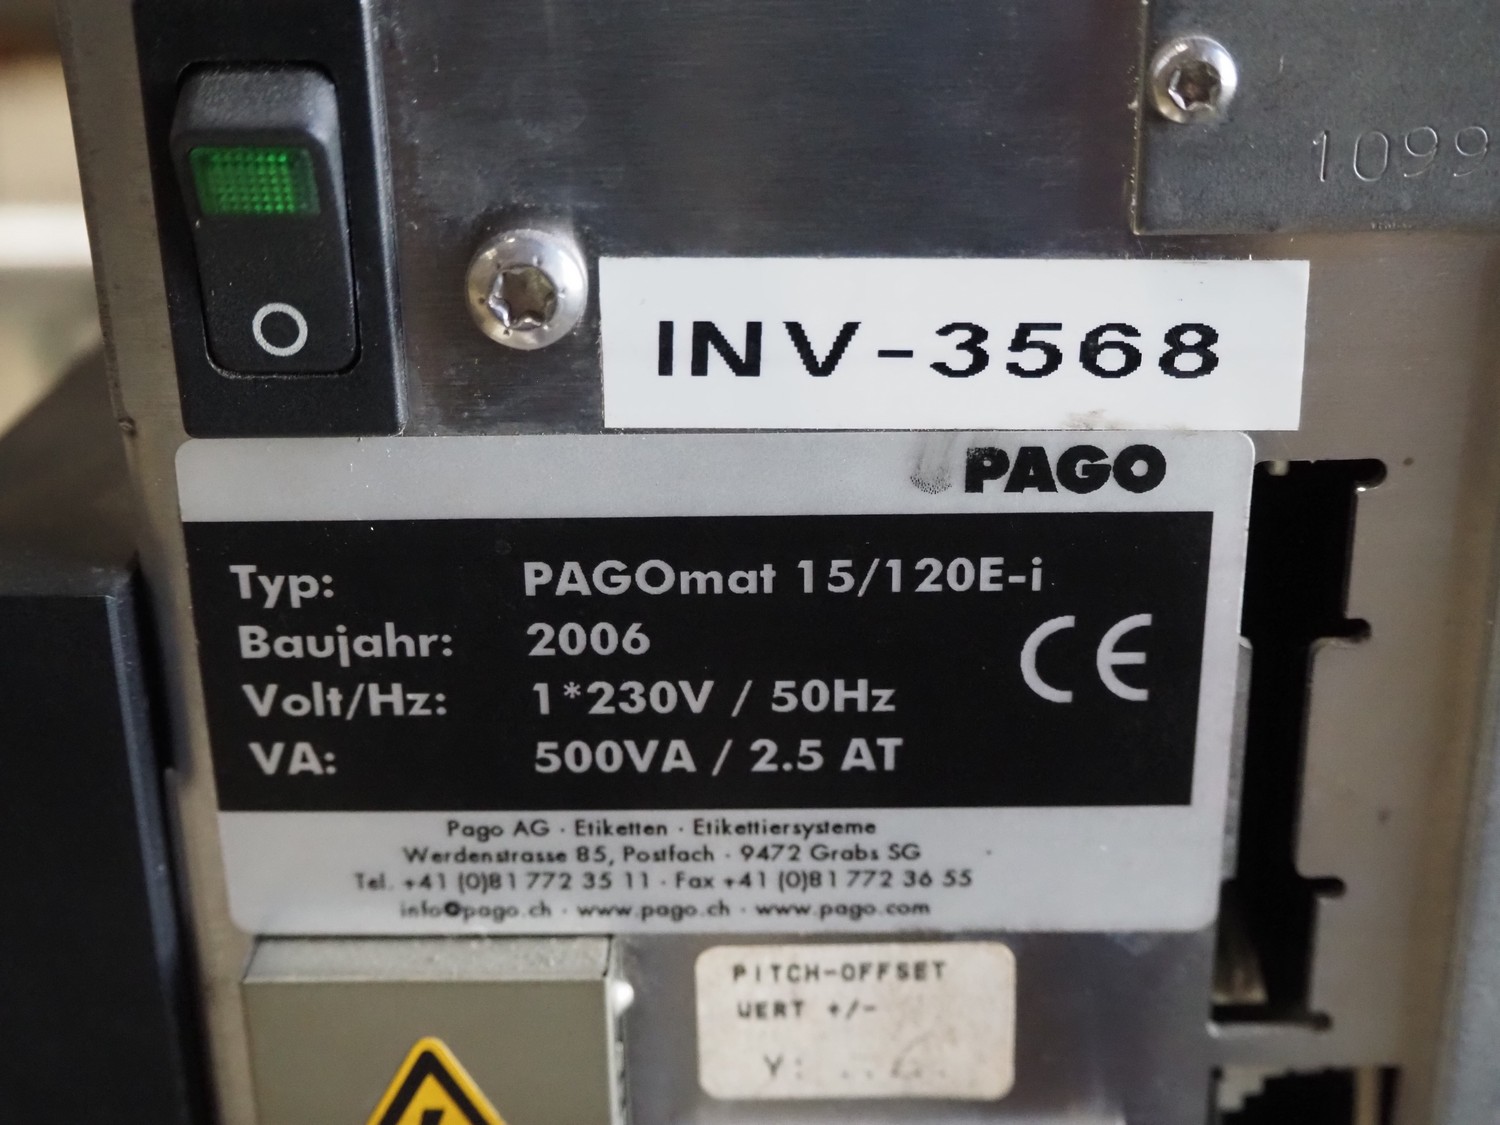 1099
INV-3568
PAGO
Typ: PAGOmat 15/120E-i
Baujahr: 2006
Volt/Hz: 1*230V / 50Hz
VA: 500VA / 2.5 AT
CE
Pago AG · Etiketten · Etikettiersysteme
Werdenstrasse 85, Postfach · 9472 Grabs SG
Tel. +41 (0)81 772 35 11 · Fax +41 (0)81 772 36 55
info@pago.ch · www.pago.ch · www.pago.com
PITCH-OFFSET
WERT +/-
Y: